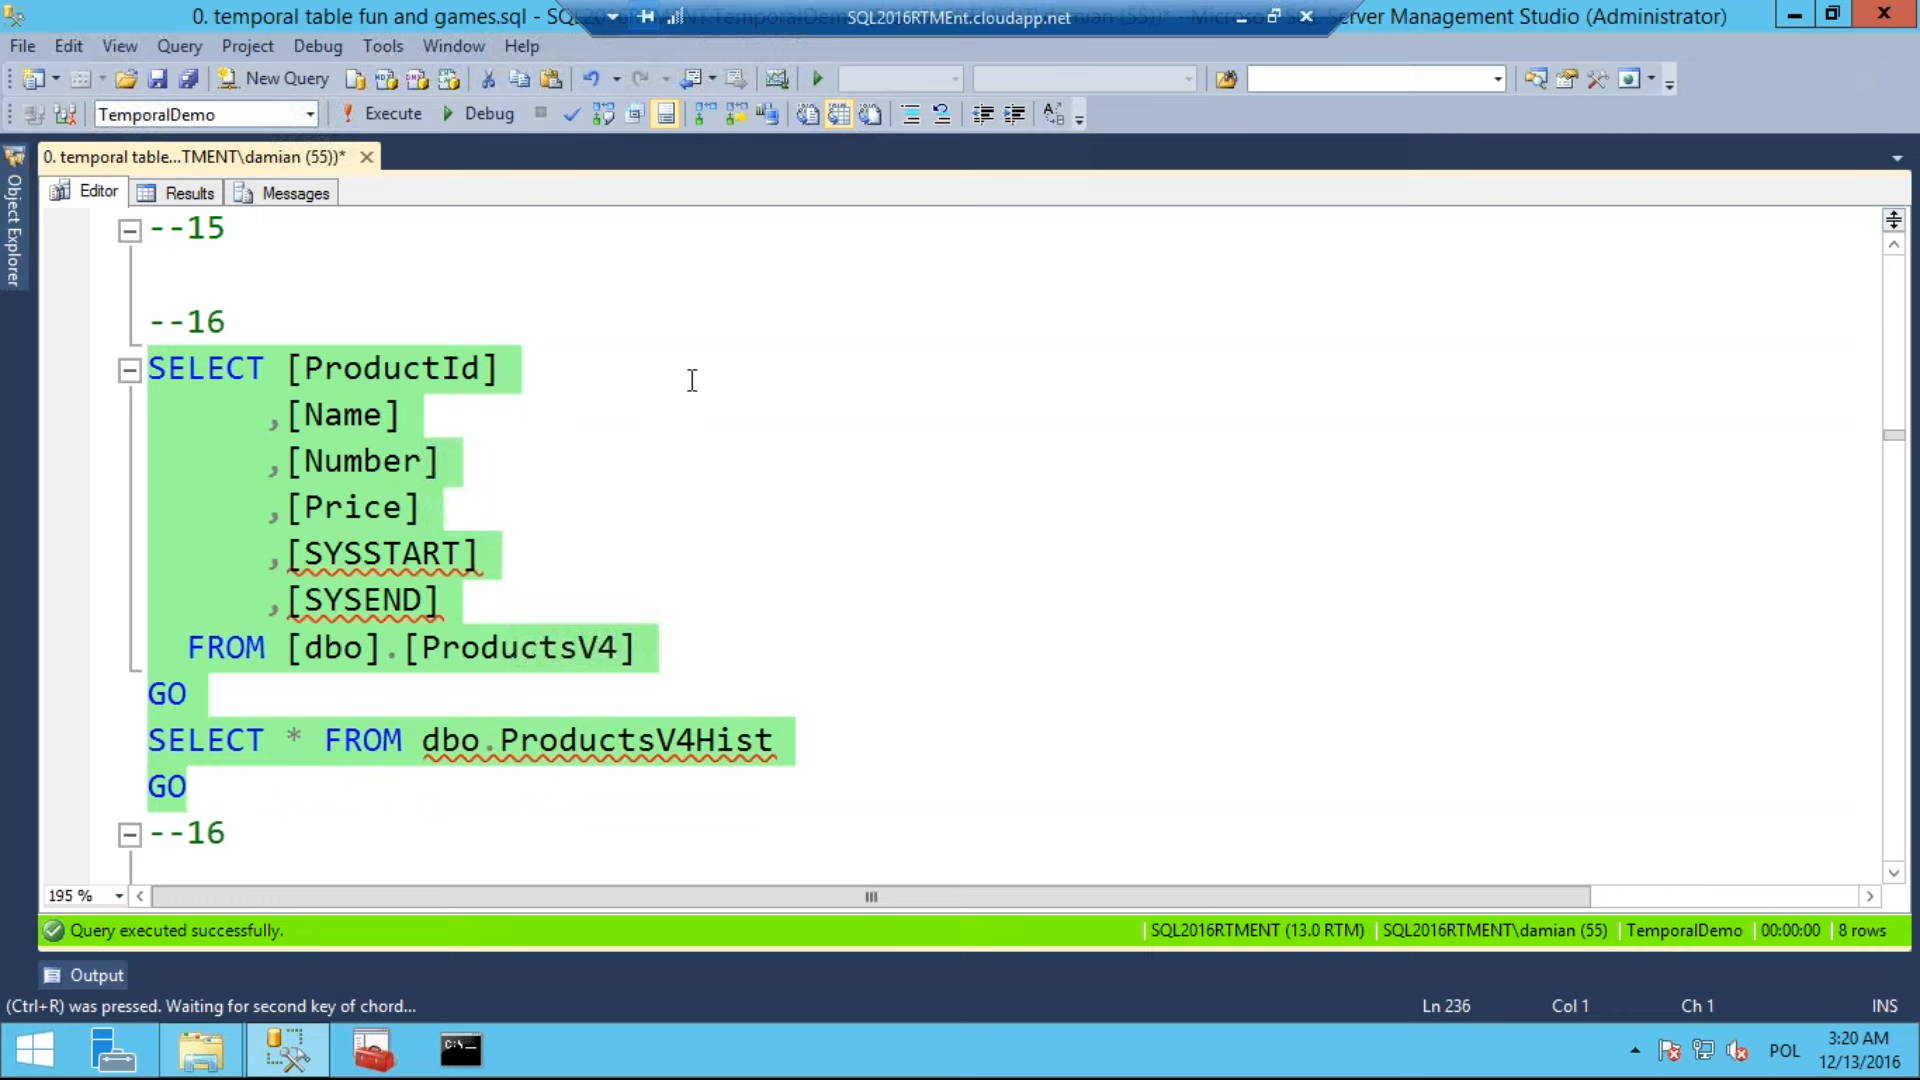 0. temporal table fun and games.sql - SQL2016RTMENT.TemporalDemo
SQL2016RTMEnt.cloudapp.net
Server Management Studio (Administrator)
File Edit View Query Project Debug Tools Window Help
New Query
TemporalDemo
Execute
Debug
0. temporal table...TMENT\damian (55))*
Editor
Results
Messages
Object Explorer
--15
--16
SELECT [ProductId]
,[Name]
,[Number]
,[Price]
,[SYSSTART]
,[SYSEND]
FROM [dbo].[ProductsV4]
GO
SELECT * FROM dbo.ProductsV4Hist
GO
--16
195 %
Query executed successfully.
SQL2016RTMENT (13.0 RTM)
SQL2016RTMENT\damian (55)
TemporalDemo
00:00:00
8 rows
Output
(Ctrl+R) was pressed. Waiting for second key of chord...
Ln 236
Col 1
Ch 1
INS
C:\_
POL
3:20 AM
12/13/2016